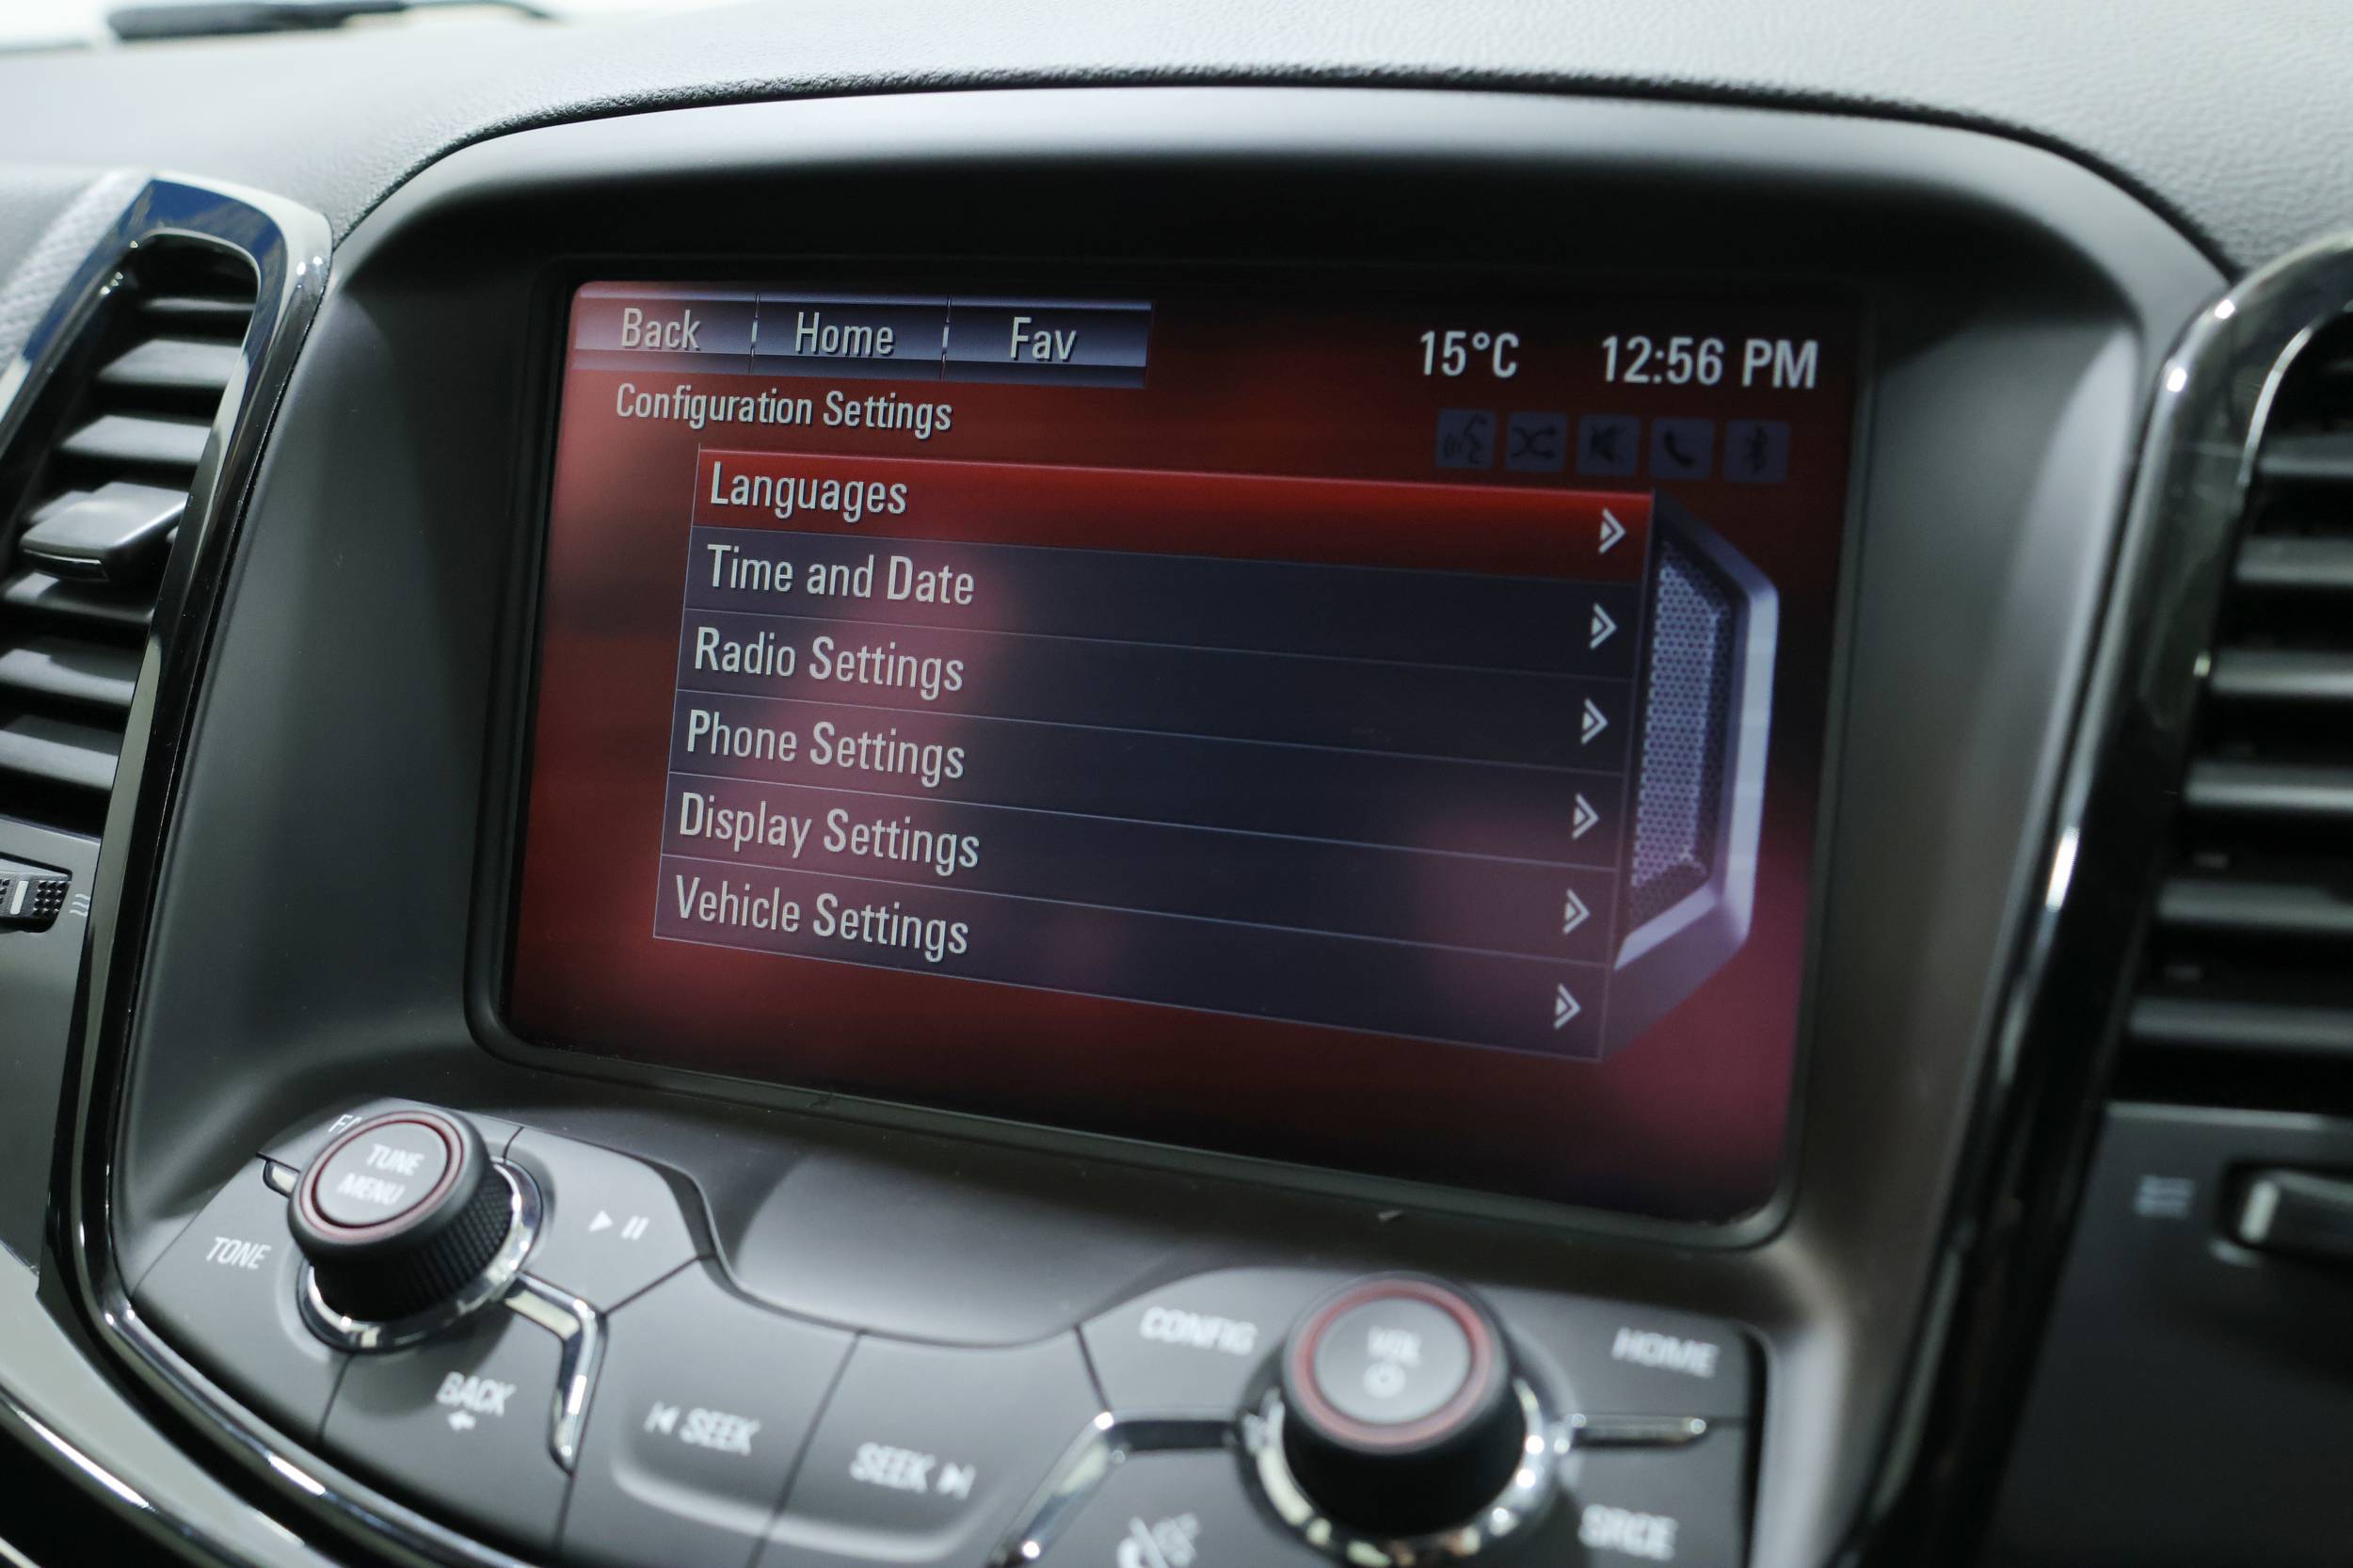 Back Home Fav
15°C 12:56 PM
Configuration Settings
Languages
Time and Date
Radio Settings
Phone Settings
Display Settings
Vehicle Settings
TUNE
MENU
TONE
BACK
SEEK
SEEK
CONFIG
VOL
HOME
SRCE